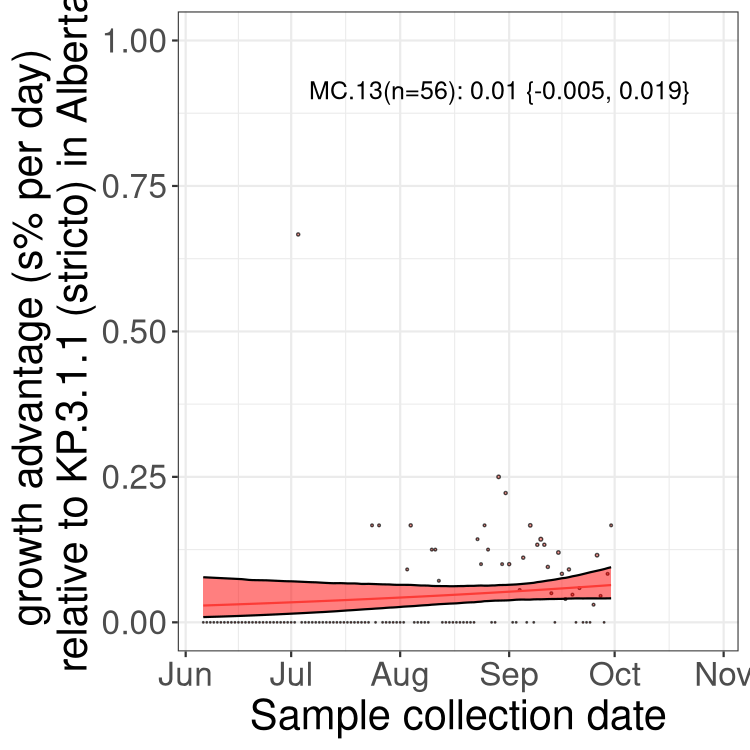 growth advantage (s% per day)
relative to KP.3.1.1 (stricto) in Alberta
1.00
0.75
0.50
0.25
0.00
MC.13(n=56): 0.01 {-0.005, 0.019}
Jun Jul Aug Sep Oct Nov
Sample collection date